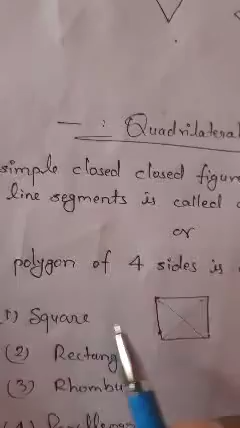 — : Quadrilateral
simple closed closed figur
line segments is called
or
polygon of 4 sides is
(1) Square
(2) Rectang
(3) Rhombu